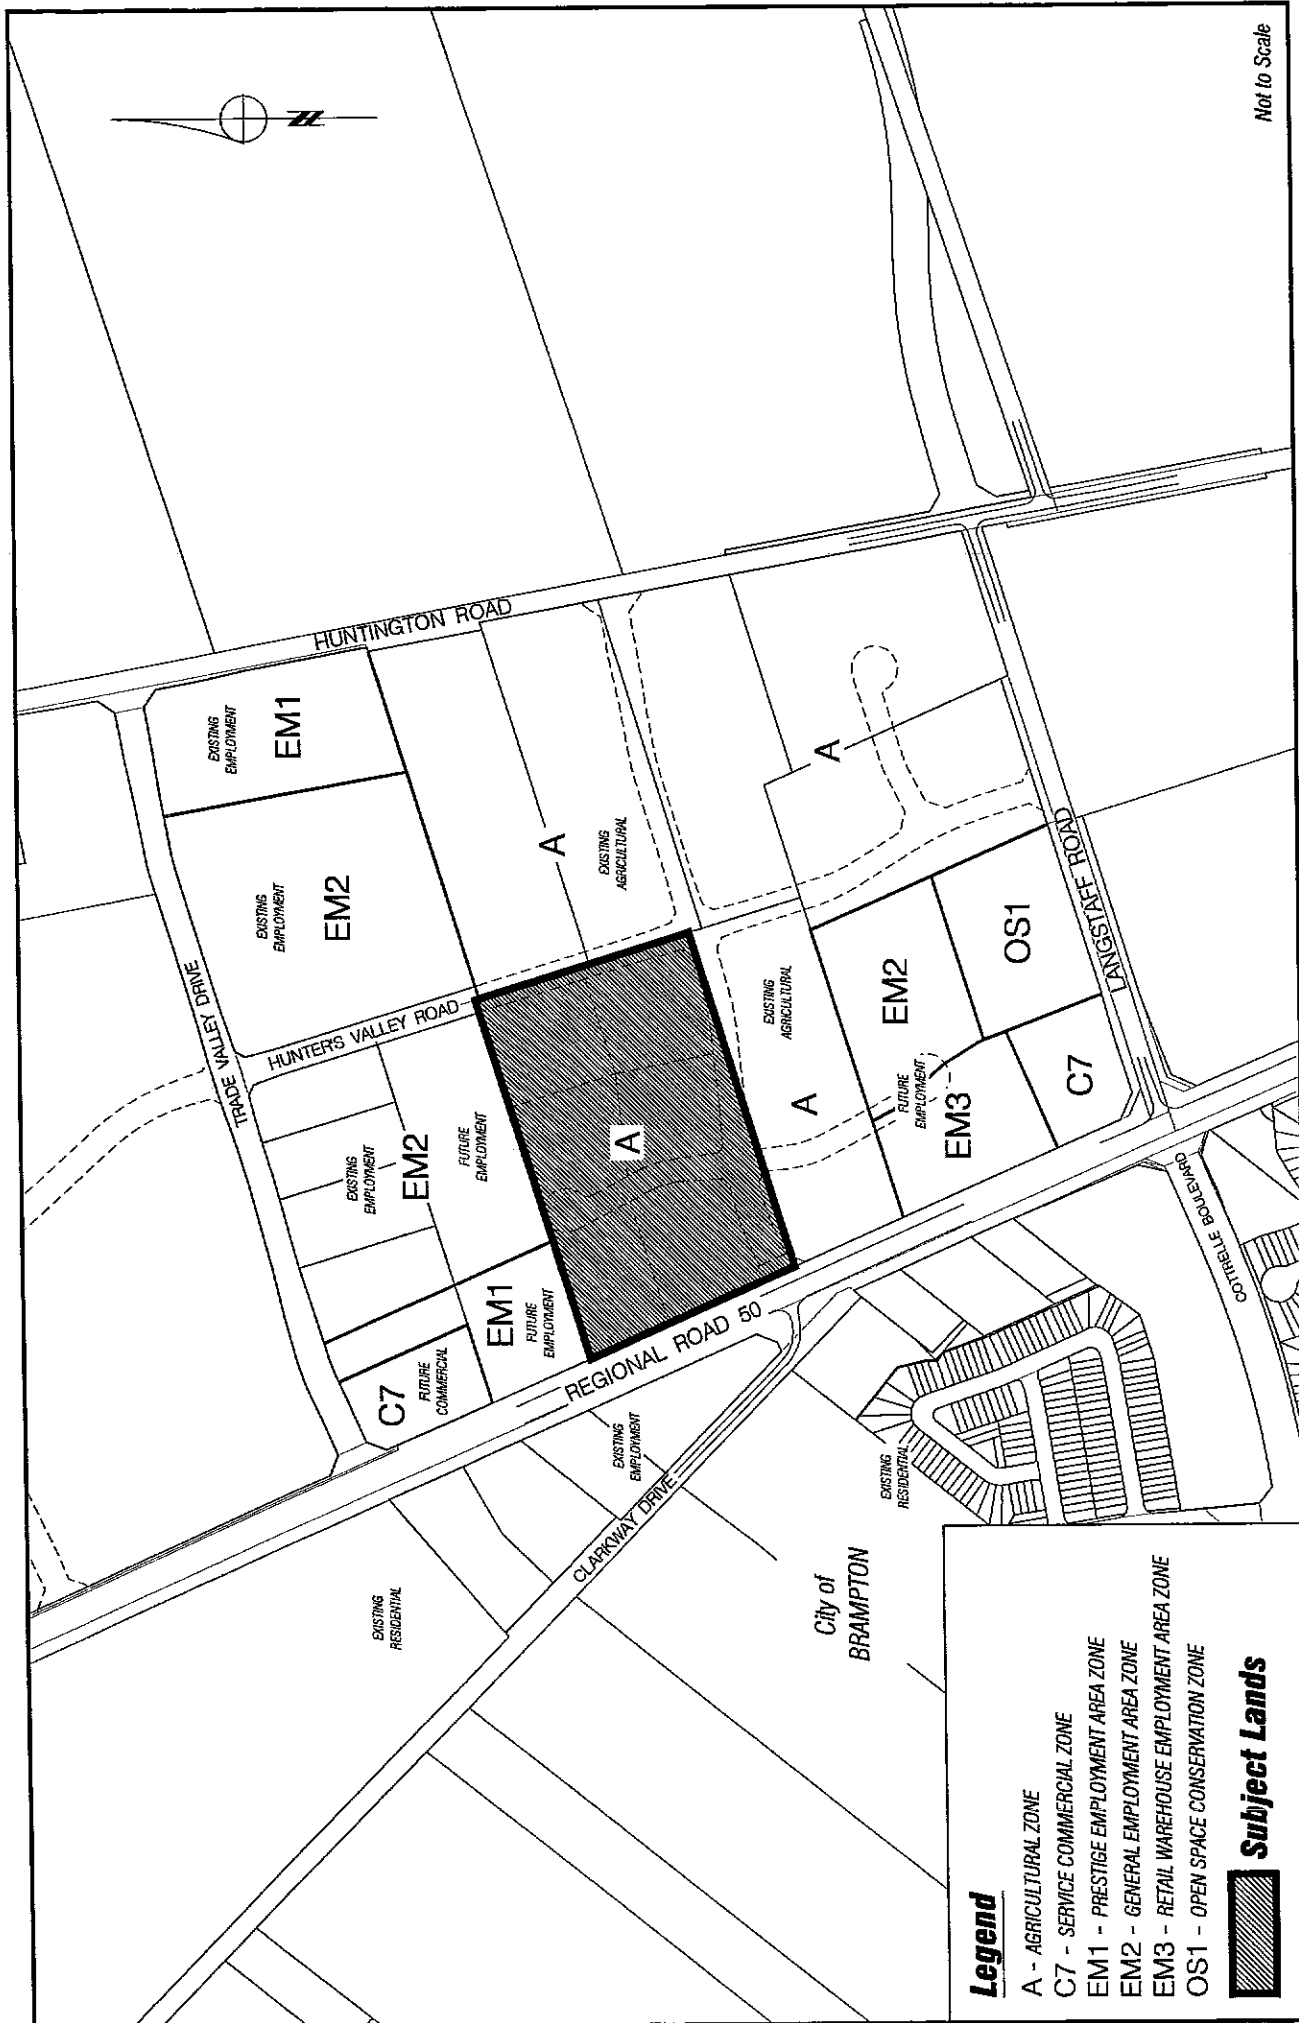 N
Not to Scale
HUNTINGTON ROAD
EXISTING
EMPLOYMENT
EM1
EXISTING
EMPLOYMENT
EM2
TRADE VALLEY DRIVE
HUNTER'S VALLEY ROAD
A
EXISTING
AGRICULTURAL
A
EXISTING
EMPLOYMENT
EM2
FUTURE
EMPLOYMENT
A
EXISTING
AGRICULTURAL
A
EM2
OS1
LANGSTAFF ROAD
FUTURE
EMPLOYMENT
EM3
C7
C7
FUTURE
COMMERCIAL
EM1
FUTURE
EMPLOYMENT
REGIONAL ROAD 50
COTTRELLE BOULEVARD
EXISTING
EMPLOYMENT
CLARKWAY DRIVE
EXISTING
RESIDENTIAL
EXISTING
RESIDENTIAL
City of
BRAMPTON
Legend
A - AGRICULTURAL ZONE
C7 - SERVICE COMMERCIAL ZONE
EM1 - PRESTIGE EMPLOYMENT AREA ZONE
EM2 - GENERAL EMPLOYMENT AREA ZONE
EM3 - RETAIL WAREHOUSE EMPLOYMENT AREA ZONE
OS1 - OPEN SPACE CONSERVATION ZONE
Subject Lands